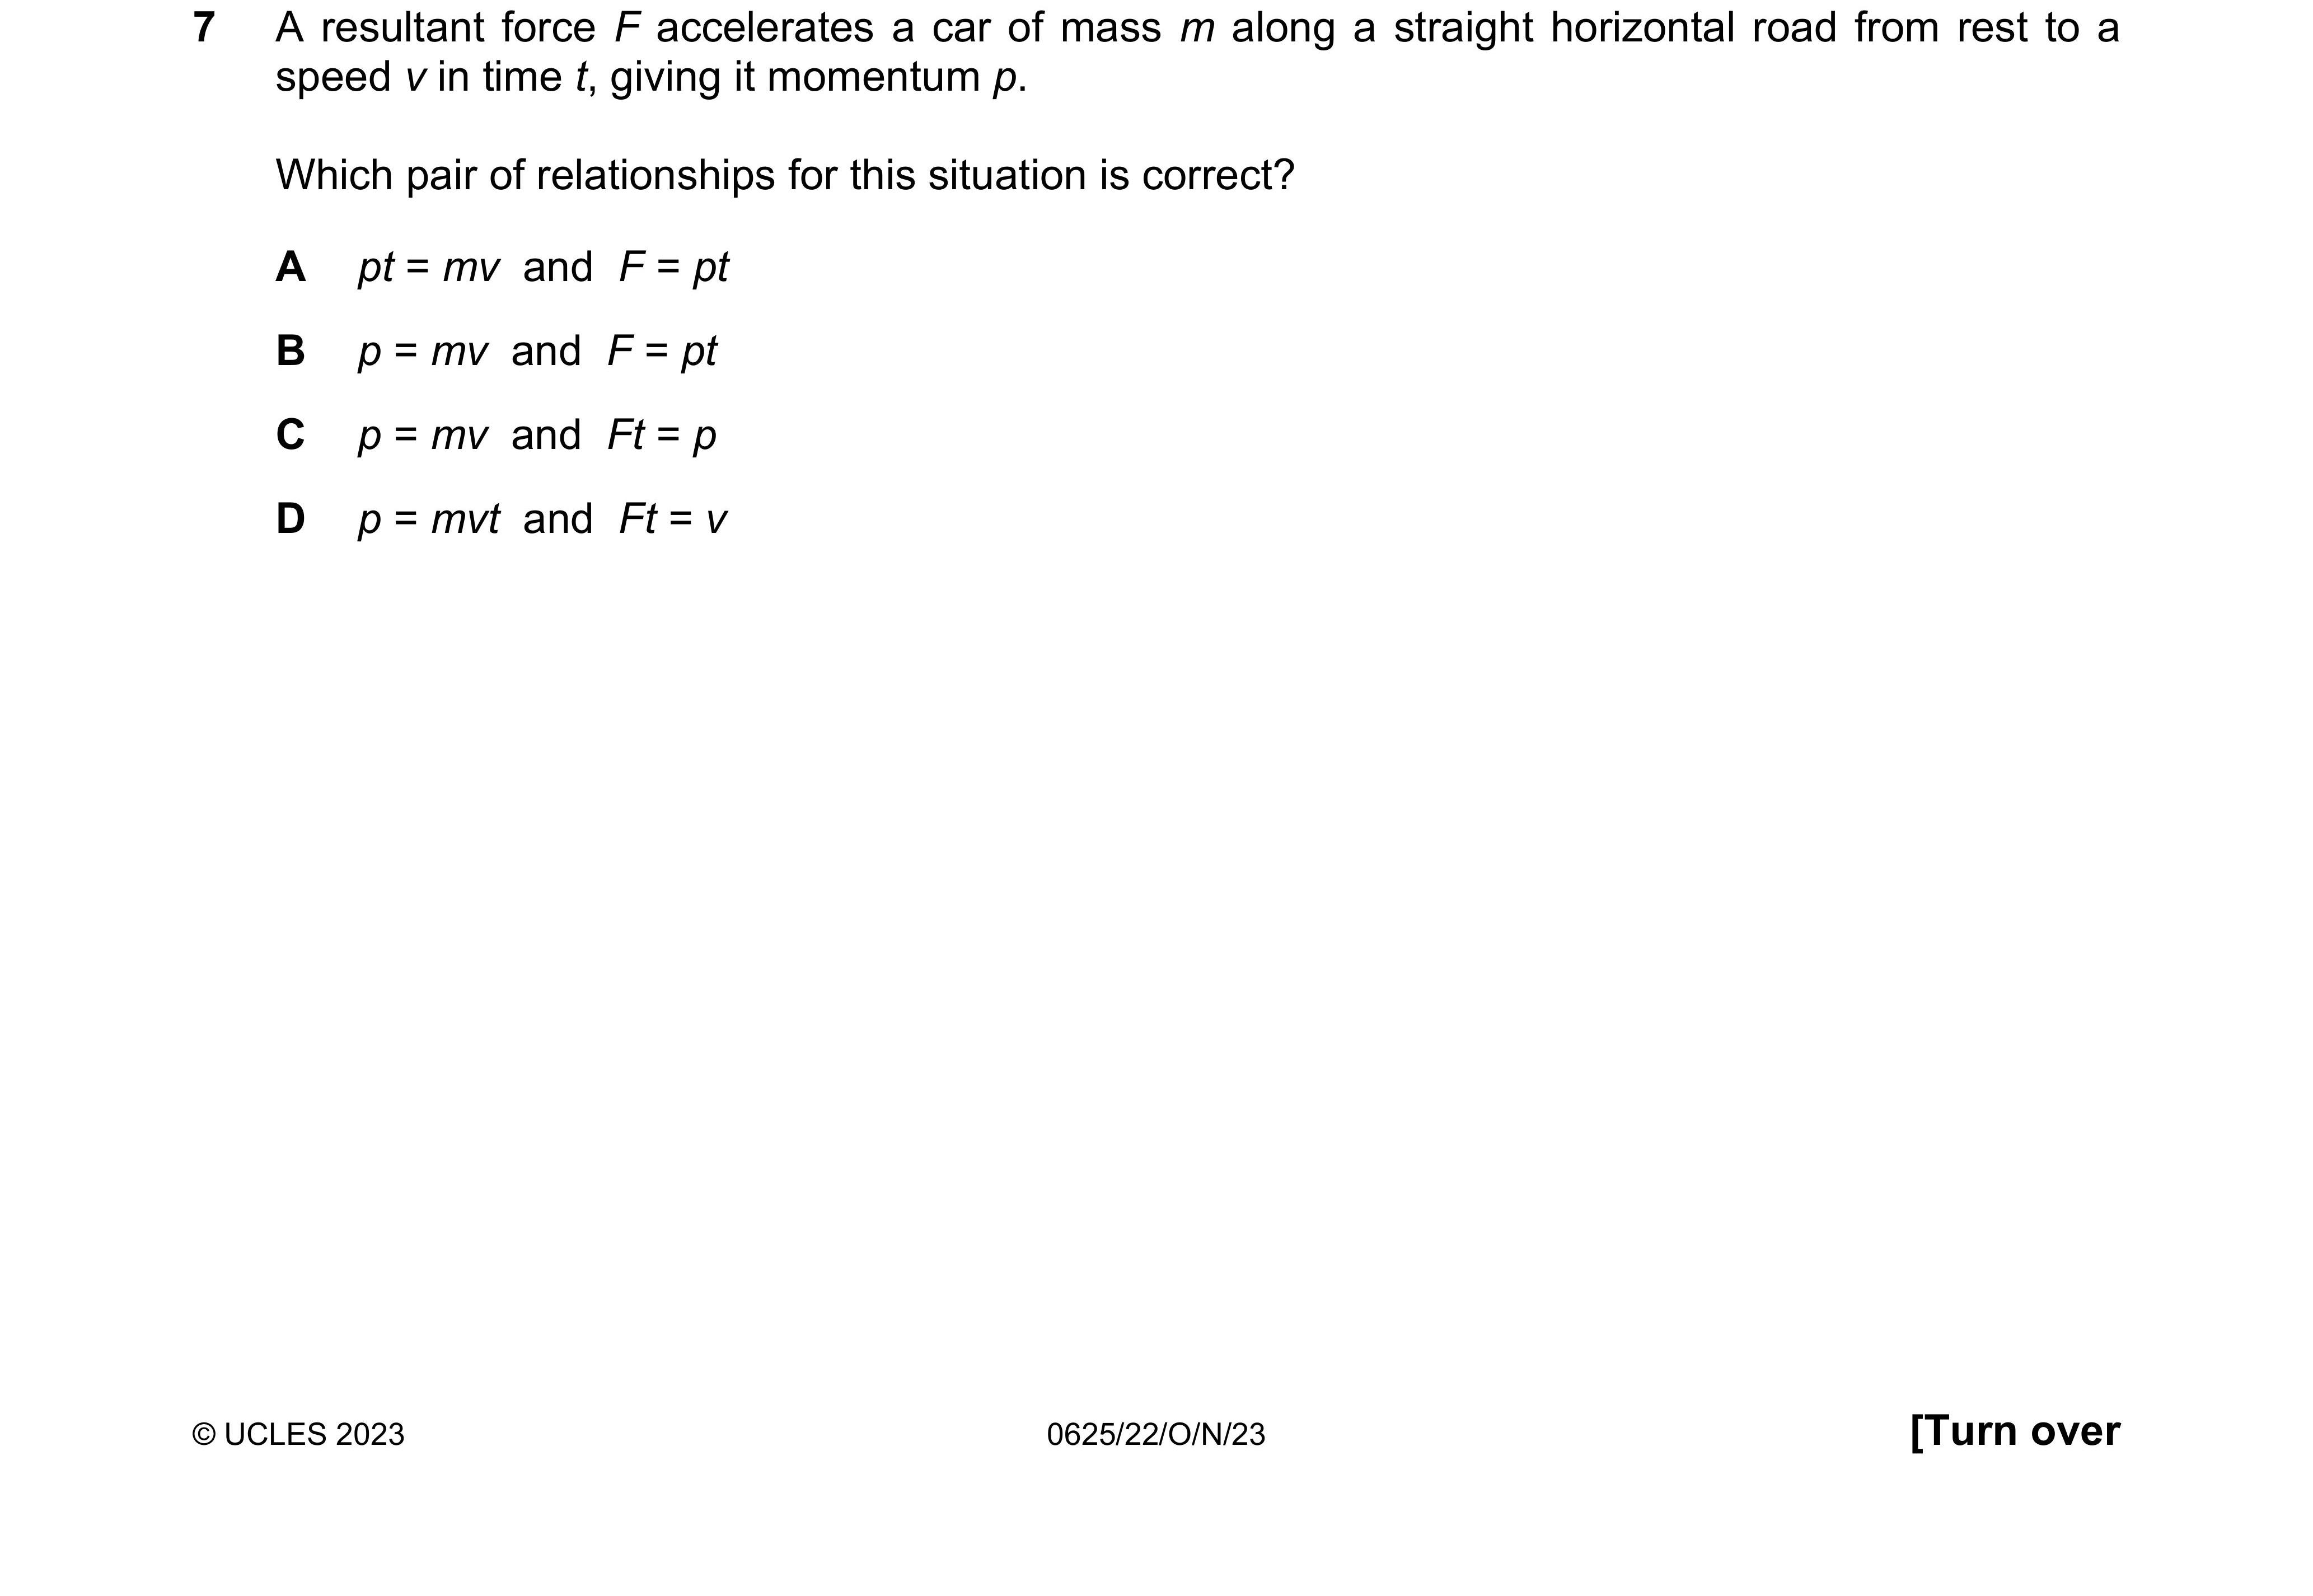 7 A resultant force F accelerates a car of mass m along a straight horizontal road from rest to a
speed v in time t, giving it momentum p.
Which pair of relationships for this situation is correct?
A pt = mv and F = pt
B p = mv and F = pt
C p = mv and Ft = p
D p = mvt and Ft = v
© UCLES 2023 0625/22/O/N/23 [Turn over